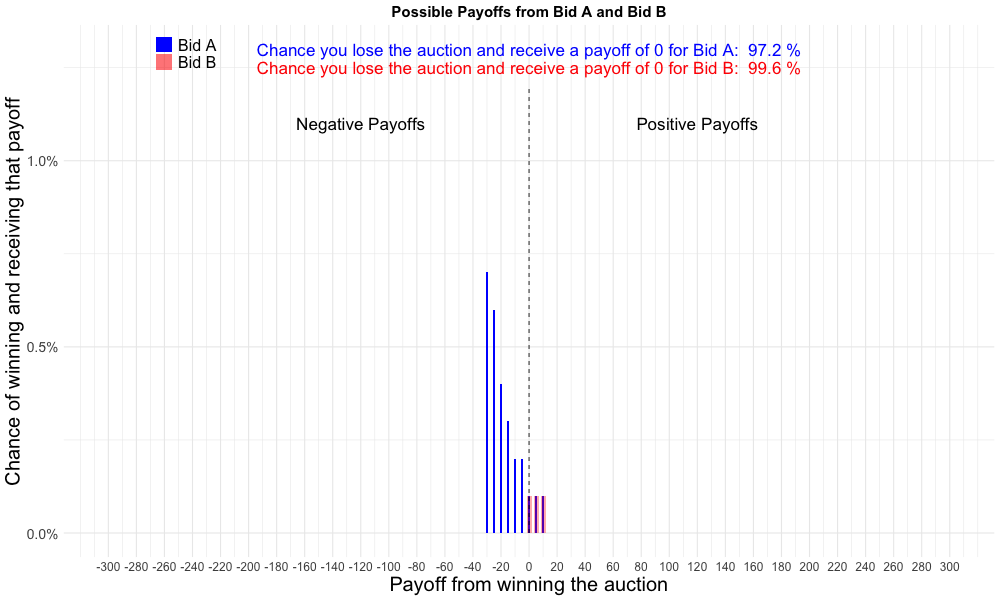 Possible Payoffs from Bid A and Bid B
Bid A
Bid B
Chance you lose the auction and receive a payoff of 0 for Bid A:  97.2 %
Chance you lose the auction and receive a payoff of 0 for Bid B:  99.6 %
Negative Payoffs
Positive Payoffs
Chance of winning and receiving that payoff
1.0%
0.5%
0.0%
-300 -280 -260 -240 -220 -200 -180 -160 -140 -120 -100 -80 -60 -40 -20 0 20 40 60 80 100 120 140 160 180 200 220 240 260 280 300
Payoff from winning the auction